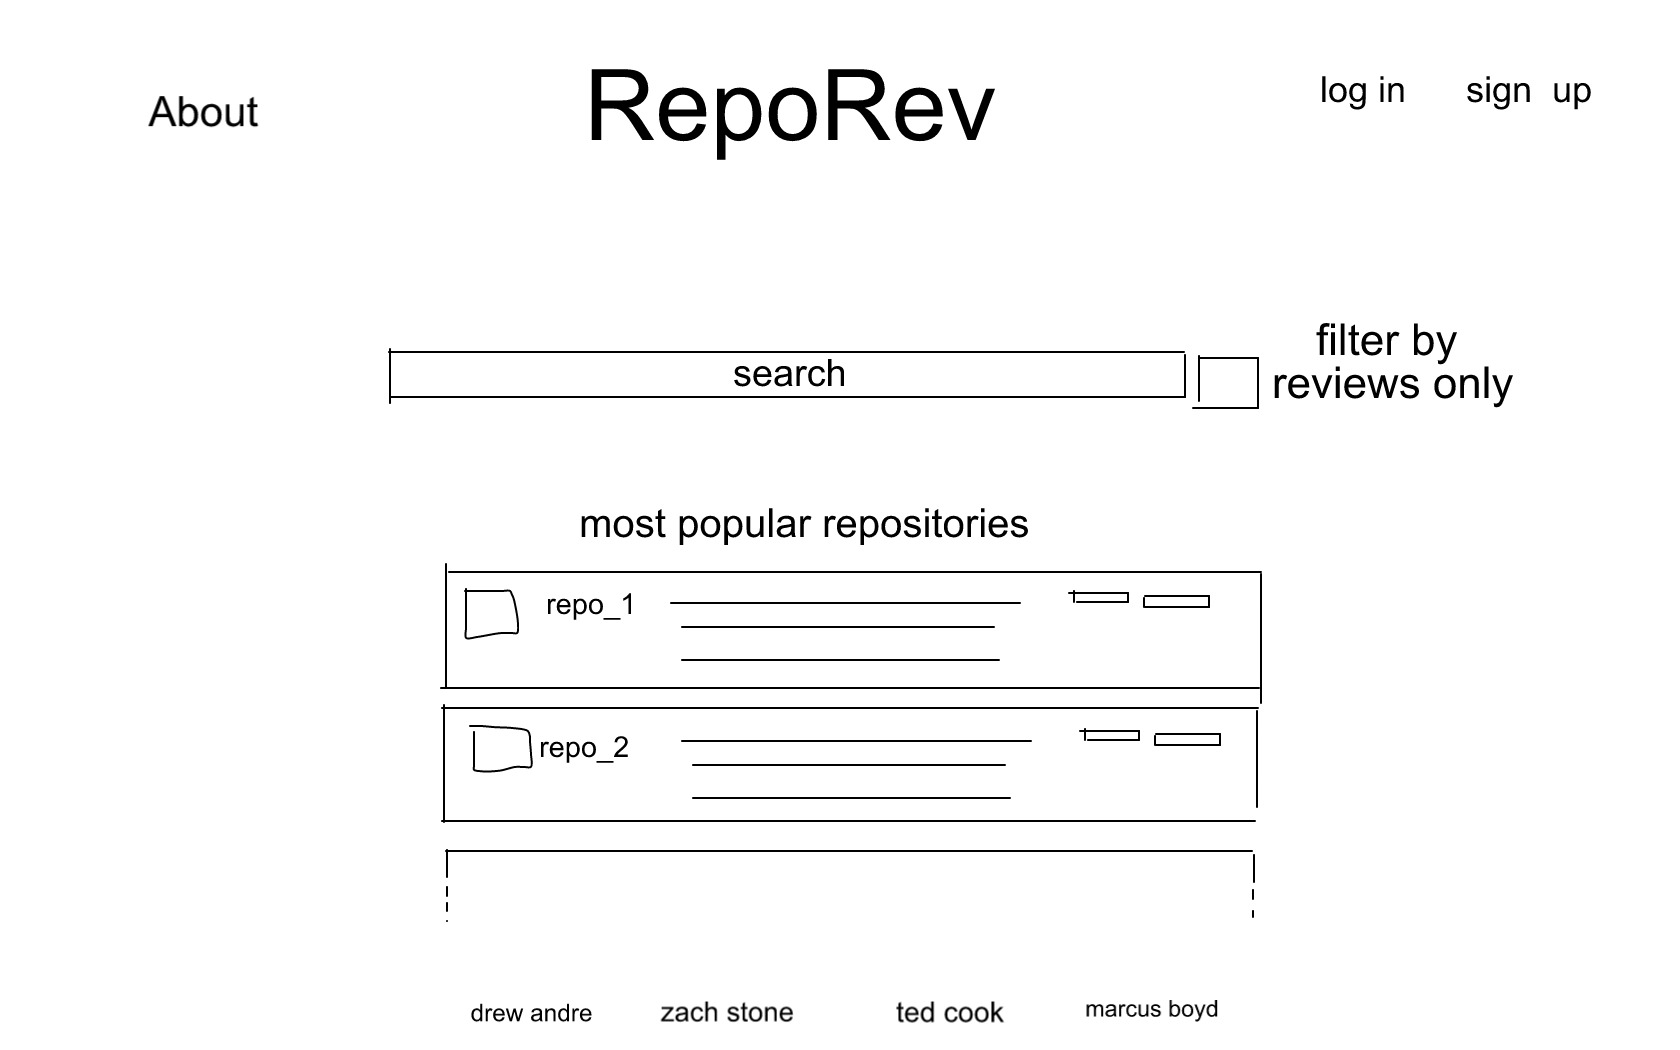 About
RepoRev
log in
sign up
search
filter by
reviews only
most popular repositories
repo_1
repo_2
drew andre
zach stone
ted cook
marcus boyd